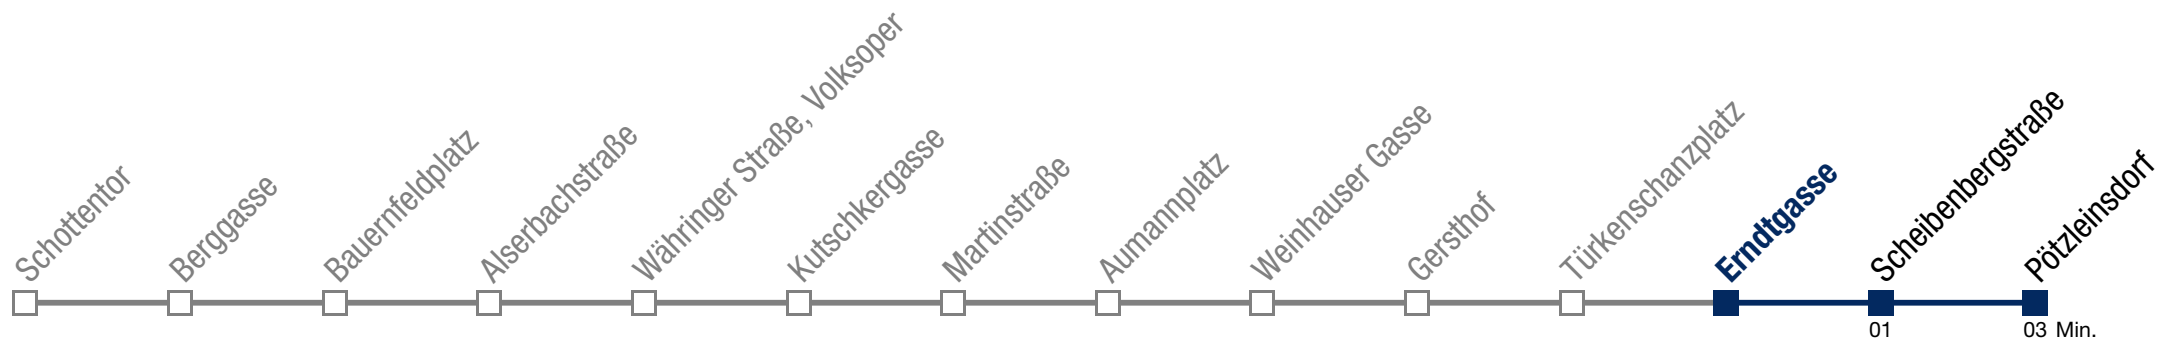 Schottentor
Berggasse
Bauernfeldplatz
Alserbachstraße
Währinger Straße, Volksoper
Kutschkergasse
Martinstraße
Aumannplatz
Weinhauser Gasse
Gersthof
Türkenschanzplatz
Erndtgasse
Scheibenbergstraße
Pötzleinsdorf
01
03 Min.